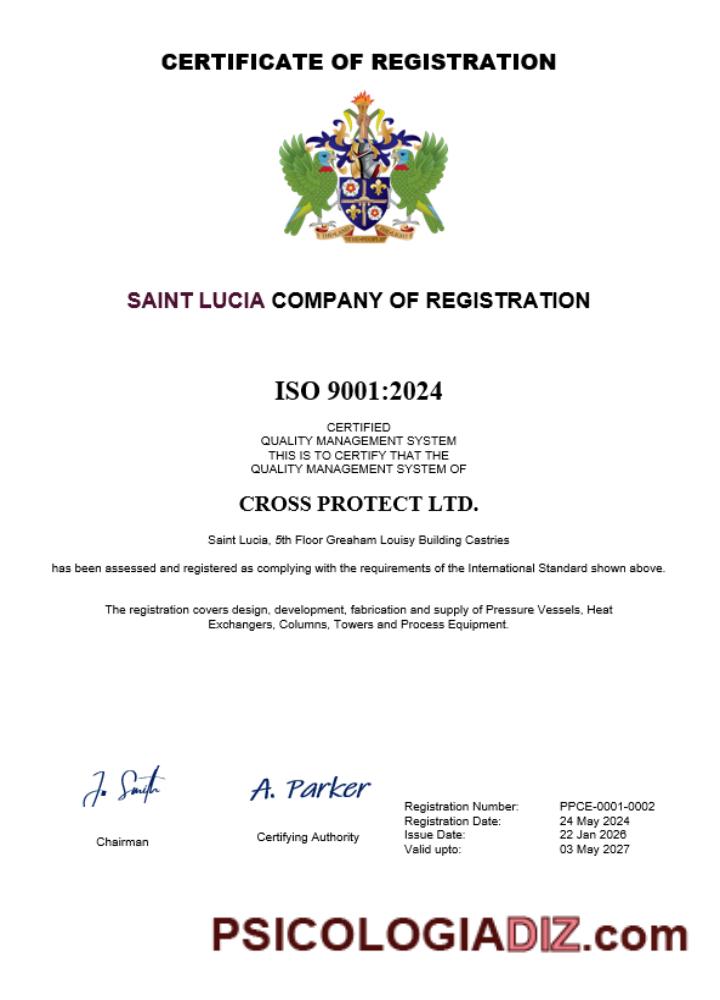 CERTIFICATE OF REGISTRATION
SAINT LUCIA COMPANY OF REGISTRATION
ISO 9001:2024
CERTIFIED
QUALITY MANAGEMENT SYSTEM
THIS IS TO CERTIFY THAT THE
QUALITY MANAGEMENT SYSTEM OF
CROSS PROTECT LTD.
Saint Lucia, 5th Floor Greaham Louisy Building Castries
has been assessed and registered as complying with the requirements of the International Standard shown above.
The registration covers design, development, fabrication and supply of Pressure Vessels, Heat
Exchangers, Columns, Towers and Process Equipment.
J. Smith
Chairman
A. Parker
Certifying Authority
Registration Number: PPCE-0001-0002
Registration Date: 24 May 2024
Issue Date: 22 Jan 2026
Valid upto: 03 May 2027
PSICOLOGIADIZ.com